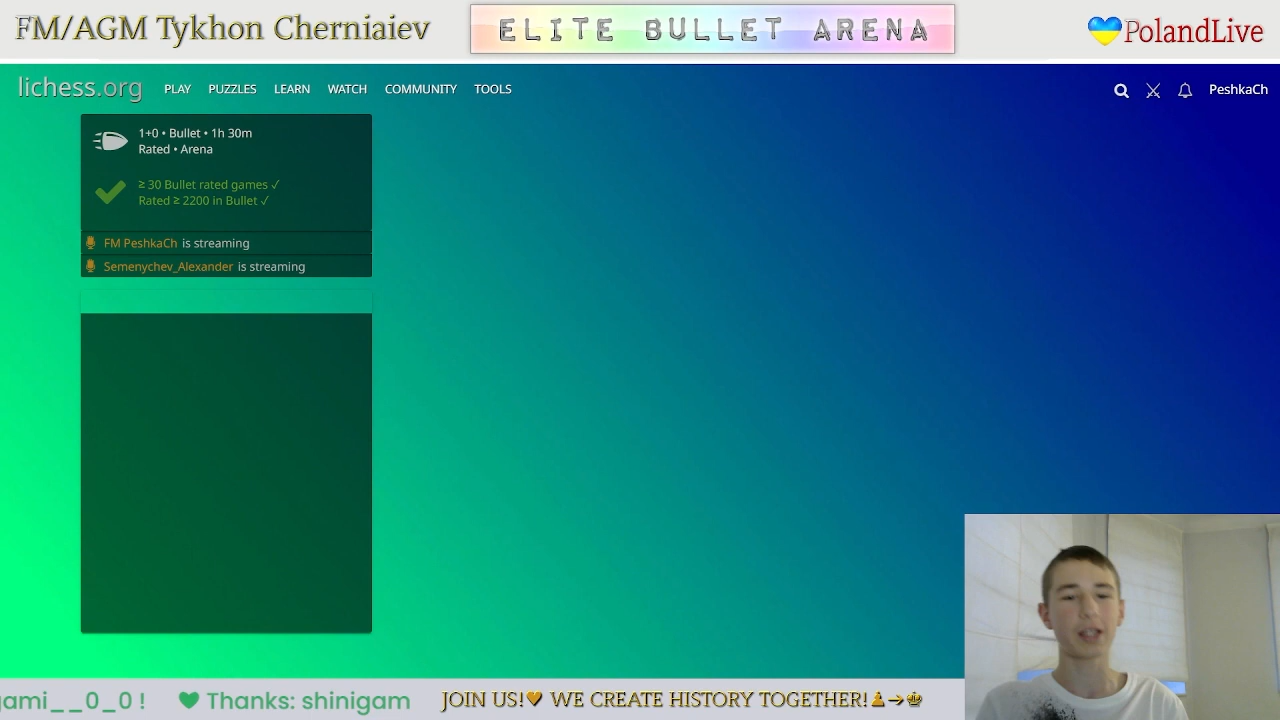 FM/AGM Tykhon Cherniaiev
ELITE BULLET ARENA
PolandLive
lichess.org PLAY PUZZLES LEARN WATCH COMMUNITY TOOLS PeshkaCh
1+0 • Bullet • 1h 30m
Rated • Arena
≥ 30 Bullet rated games ✓
Rated ≥ 2200 in Bullet ✓
FM PeshkaCh is streaming
Semenychev_Alexander is streaming
gami__0_0 ! Thanks: shinigam
JOIN US! WE CREATE HISTORY TOGETHER!